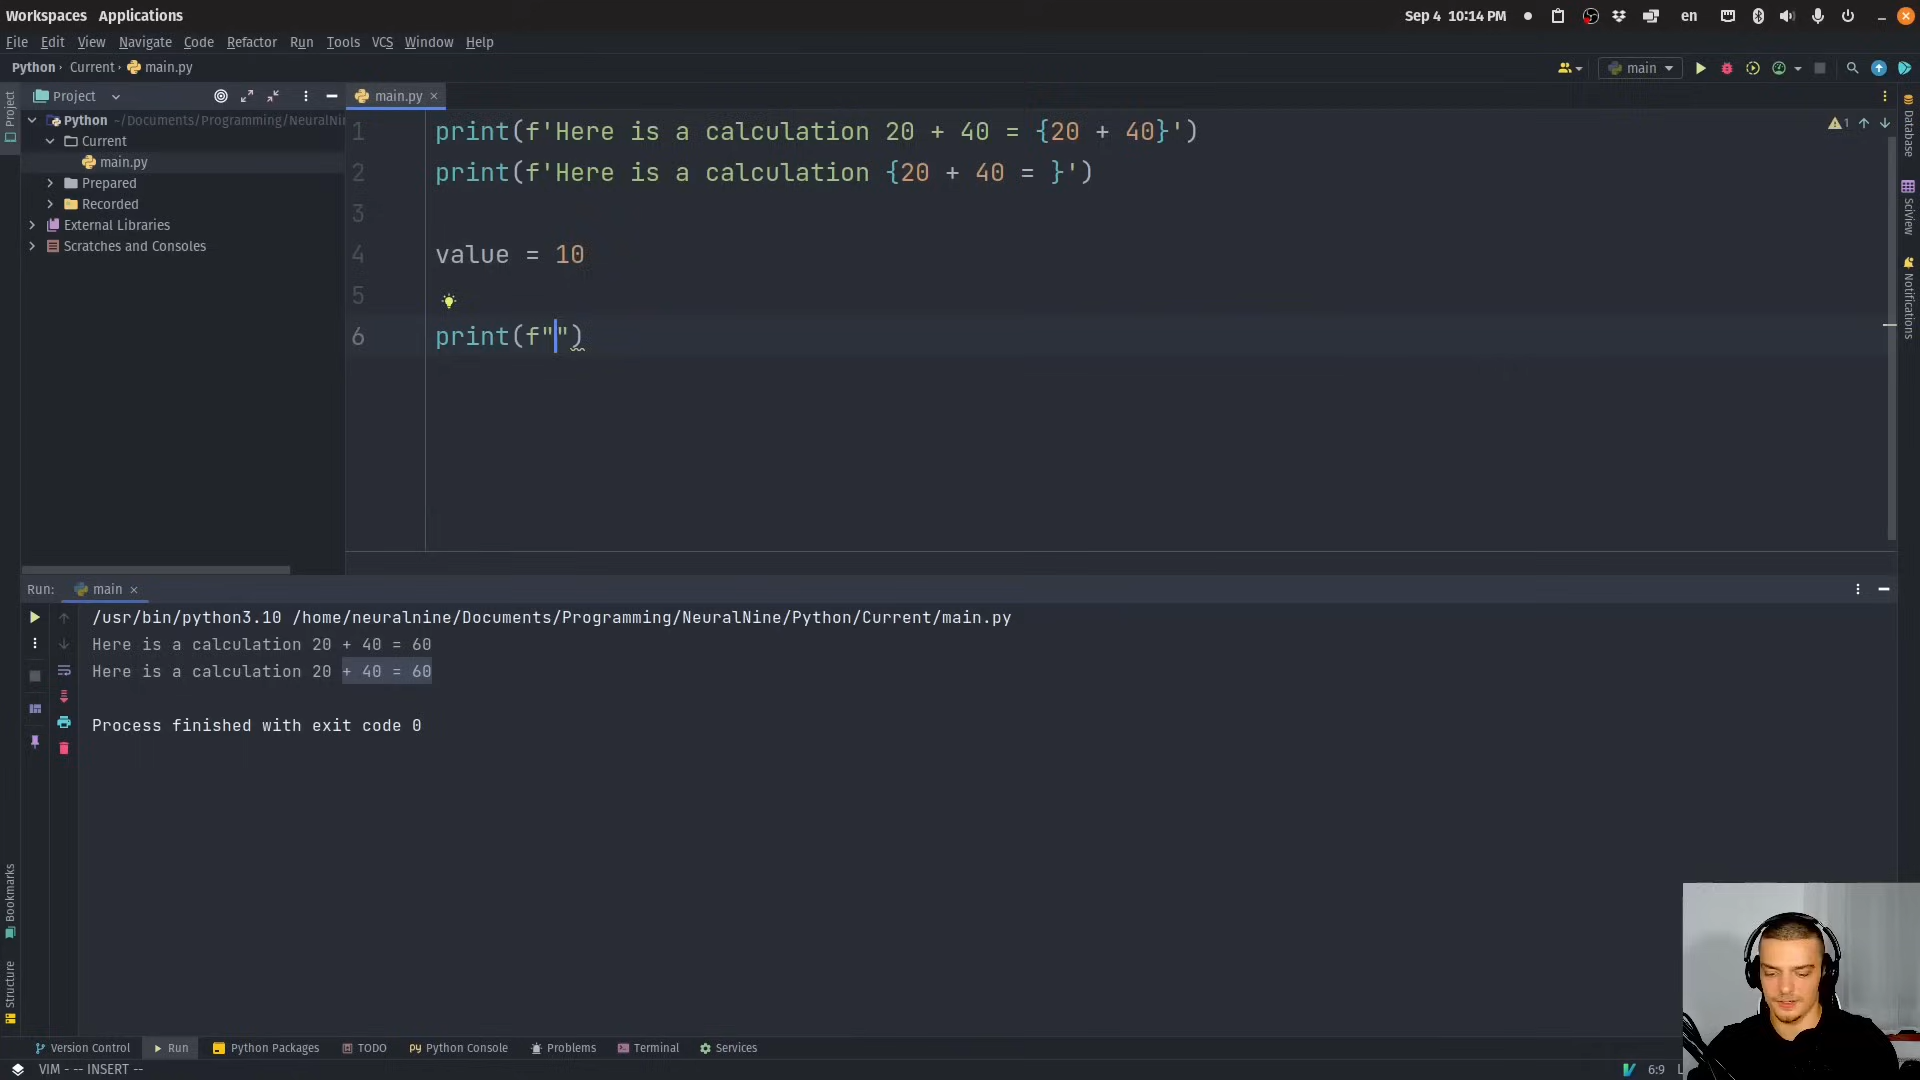 Workspaces Applications
Sep 4 10:14 PM
en
File Edit View Navigate Code Refactor Run Tools VCS Window Help
Python Current main.py
main
Project
Project
main.py
Python ~/Documents/Programming/NeuralNi
Current
main.py
Prepared
Recorded
External Libraries
Scratches and Consoles
1 print(f'Here is a calculation 20 + 40 = {20 + 40}')
2 print(f'Here is a calculation {20 + 40 = }')
3
4 value = 10
5
6 print(f"")
1
Database
SciView
Notifications
Run: main
/usr/bin/python3.10 /home/neuralnine/Documents/Programming/NeuralNine/Python/Current/main.py
Here is a calculation 20 + 40 = 60
Here is a calculation 20 + 40 = 60
Process finished with exit code 0
Bookmarks
Structure
Version Control Run Python Packages TODO Python Console Problems Terminal Services
VIM - -- INSERT --
6:9